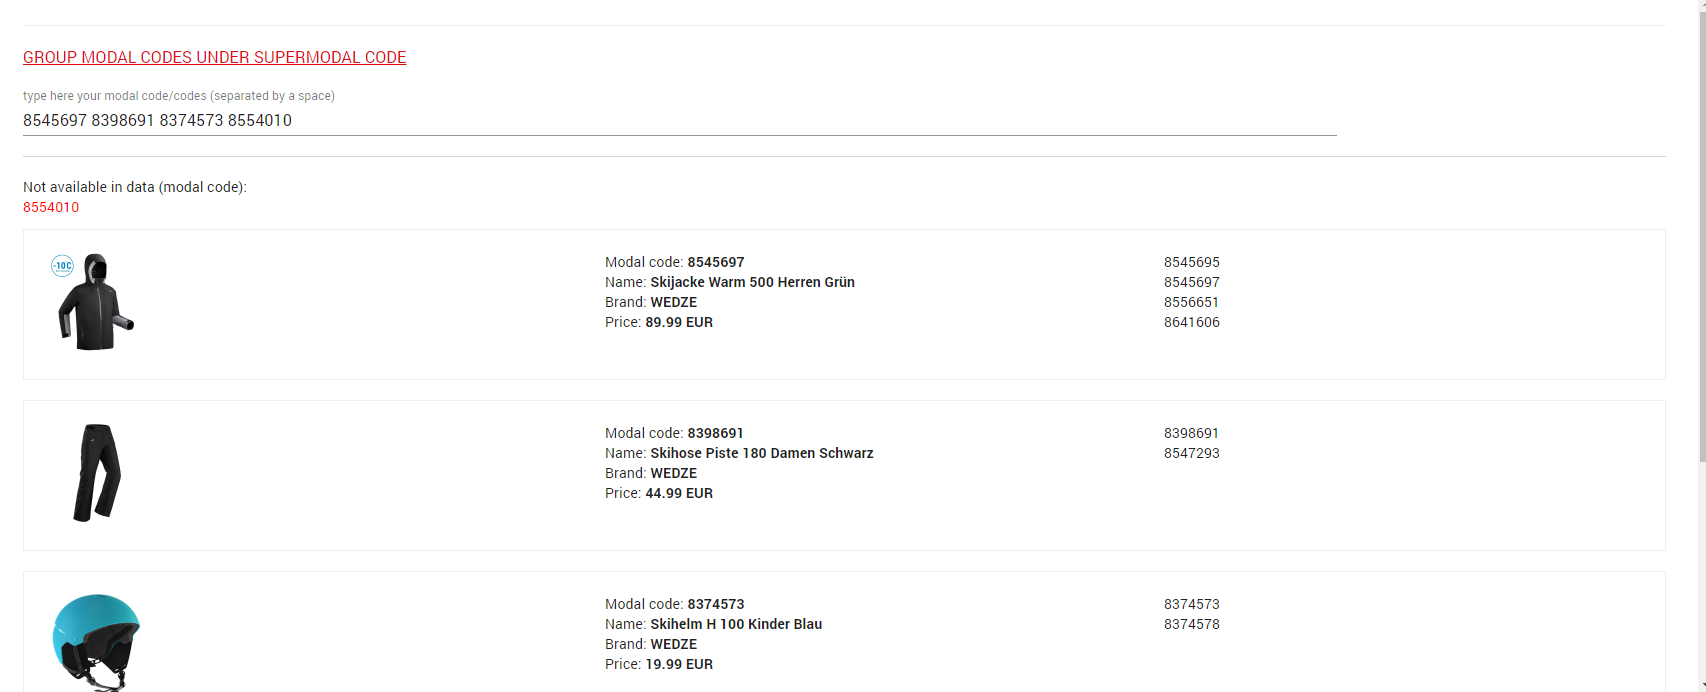 GROUP MODAL CODES UNDER SUPERMODAL CODE
type here your modal code/codes (separated by a space)
8545697 8398691 8374573 8554010
Not available in data (modal code):
8554010
-10C
Modal code: 8545697
Name: Skijacke Warm 500 Herren Grün
Brand: WEDZE
Price: 89.99 EUR
8545695
8545697
8556651
8641606
Modal code: 8398691
Name: Skihose Piste 180 Damen Schwarz
Brand: WEDZE
Price: 44.99 EUR
8398691
8547293
Modal code: 8374573
Name: Skihelm H 100 Kinder Blau
Brand: WEDZE
Price: 19.99 EUR
8374573
8374578